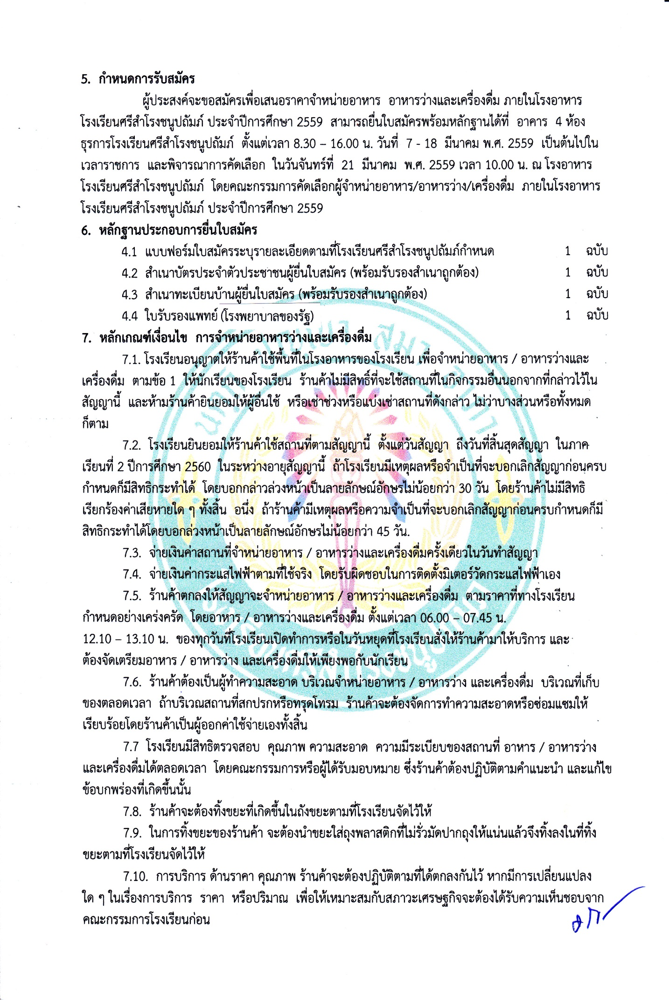 5. กำหนดการรับสมัคร
ผู้ประสงค์จะขอสมัครเพื่อเสนอราคาจำหน่ายอาหาร อาหารว่างและเครื่องดื่ม ภายในโรงอาหาร
โรงเรียนศรีสำโรงชนูปถัมภ์ ประจำปีการศึกษา 2559 สามารถยื่นใบสมัครพร้อมหลักฐานได้ที่ อาคาร 4 ห้อง
ธุรการโรงเรียนศรีสำโรงชนูปถัมภ์ ตั้งแต่เวลา 8.30 – 16.00 น. วันที่ 7 - 18 มีนาคม พ.ศ. 2559 เป็นต้นไปใน
เวลาราชการ และพิจารณาการคัดเลือก ในวันจันทร์ที่ 21 มีนาคม พ.ศ. 2559 เวลา 10.00 น. ณ โรงอาหาร
โรงเรียนศรีสำโรงชนูปถัมภ์ โดยคณะกรรมการคัดเลือกผู้จำหน่ายอาหาร/อาหารว่าง/เครื่องดื่ม ภายในโรงอาหาร
โรงเรียนศรีสำโรงชนูปถัมภ์ ประจำปีการศึกษา 2559
6. หลักฐานประกอบการยื่นใบสมัคร
4.1 แบบฟอร์มใบสมัครระบุรายละเอียดตามที่โรงเรียนศรีสำโรงชนูปถัมภ์กำหนด 1 ฉบับ
4.2 สำเนาบัตรประจำตัวประชาชนผู้ยื่นใบสมัคร (พร้อมรับรองสำเนาถูกต้อง) 1 ฉบับ
4.3 สำเนาทะเบียนบ้านผู้ยื่นใบสมัคร (พร้อมรับรองสำเนาถูกต้อง) 1 ฉบับ
4.4 ใบรับรองแพทย์ (โรงพยาบาลของรัฐ) 1 ฉบับ
7. หลักเกณฑ์เงื่อนไข การจำหน่ายอาหารว่างและเครื่องดื่ม
7.1. โรงเรียนอนุญาตให้ร้านค้าใช้พื้นที่ในโรงอาหารของโรงเรียน เพื่อจำหน่ายอาหาร / อาหารว่างและ
เครื่องดื่ม ตามข้อ 1 ให้นักเรียนของโรงเรียน ร้านค้าไม่มีสิทธิ์ที่จะใช้สถานที่ในกิจกรรมอื่นนอกจากที่กล่าวไว้ใน
สัญญานี้ และห้ามร้านค้ายินยอมให้ผู้อื่นใช้ หรือเช่าช่วงหรือแบ่งเช่าสถานที่ดังกล่าว ไม่ว่าบางส่วนหรือทั้งหมด
ก็ตาม
7.2. โรงเรียนยินยอมให้ร้านค้าใช้สถานที่ตามสัญญานี้ ตั้งแต่วันสัญญา ถึงวันที่สิ้นสุดสัญญา ในภาค
เรียนที่ 2 ปีการศึกษา 2560 ในระหว่างอายุสัญญานี้ ถ้าโรงเรียนมีเหตุผลหรือจำเป็นที่จะบอกเลิกสัญญาก่อนครบ
กำหนดก็มีสิทธิกระทำได้ โดยบอกกล่าวล่วงหน้าเป็นลายลักษณ์อักษรไม่น้อยกว่า 30 วัน โดยร้านค้าไม่มีสิทธิ
เรียกร้องค่าเสียหายใด ๆ ทั้งสิ้น อนึ่ง ถ้าร้านค้ามีเหตุผลหรือความจำเป็นที่จะบอกเลิกสัญญาก่อนครบกำหนดก็มี
สิทธิกระทำได้โดยบอกล่วงหน้าเป็นลายลักษณ์อักษรไม่น้อยกว่า 45 วัน.
7.3. จ่ายเงินค่าสถานที่จำหน่ายอาหาร / อาหารว่างและเครื่องดื่มครั้งเดียวในวันทำสัญญา
7.4. จ่ายเงินค่ากระแสไฟฟ้าตามที่ใช้จริง โดยรับผิดชอบในการติดตั้งมิเตอร์วัดกระแสไฟฟ้าเอง
7.5. ร้านค้าตกลงให้สัญญาจะจำหน่ายอาหาร / อาหารว่างและเครื่องดื่ม ตามราคาที่ทางโรงเรียน
กำหนดอย่างเคร่งครัด โดยอาหาร / อาหารว่างและเครื่องดื่ม ตั้งแต่เวลา 06.00 – 07.45 น.
12.10 – 13.10 น. ของทุกวันที่โรงเรียนเปิดทำการหรือในวันหยุดที่โรงเรียนสั่งให้ร้านค้ามาให้บริการ และ
ต้องจัดเตรียมอาหาร / อาหารว่าง และเครื่องดื่มให้เพียงพอกับนักเรียน
7.6. ร้านค้าต้องเป็นผู้ทำความสะอาด บริเวณจำหน่ายอาหาร / อาหารว่าง และเครื่องดื่ม บริเวณที่เก็บ
ของตลอดเวลา ถ้าบริเวณสถานที่สกปรกหรือทรุดโทรม ร้านค้าจะต้องจัดการทำความสะอาดหรือซ่อมแซมให้
เรียบร้อยโดยร้านค้าเป็นผู้ออกค่าใช้จ่ายเองทั้งสิ้น
7.7 โรงเรียนมีสิทธิตรวจสอบ คุณภาพ ความสะอาด ความมีระเบียบของสถานที่ อาหาร / อาหารว่าง
และเครื่องดื่มได้ตลอดเวลา โดยคณะกรรมการหรือผู้ได้รับมอบหมาย ซึ่งร้านค้าต้องปฏิบัติตามคำแนะนำ และแก้ไข
ข้อบกพร่องที่เกิดขึ้นนั้น
7.8. ร้านค้าจะต้องทิ้งขยะที่เกิดขึ้นในถังขยะตามที่โรงเรียนจัดไว้ให้
7.9. ในการทิ้งขยะของร้านค้า จะต้องนำขยะใส่ถุงพลาสติกที่ไม่รั่วมัดปากถุงให้แน่นแล้วจึงทิ้งลงในที่ทิ้ง
ขยะตามที่โรงเรียนจัดไว้ให้
7.10. การบริการ ด้านราคา คุณภาพ ร้านค้าจะต้องปฏิบัติตามที่ได้ตกลงกันไว้ หากมีการเปลี่ยนแปลง
ใด ๆ ในเรื่องการบริการ ราคา หรือปริมาณ เพื่อให้เหมาะสมกับสภาวะเศรษฐกิจจะต้องได้รับความเห็นชอบจาก
คณะกรรมการโรงเรียนก่อน